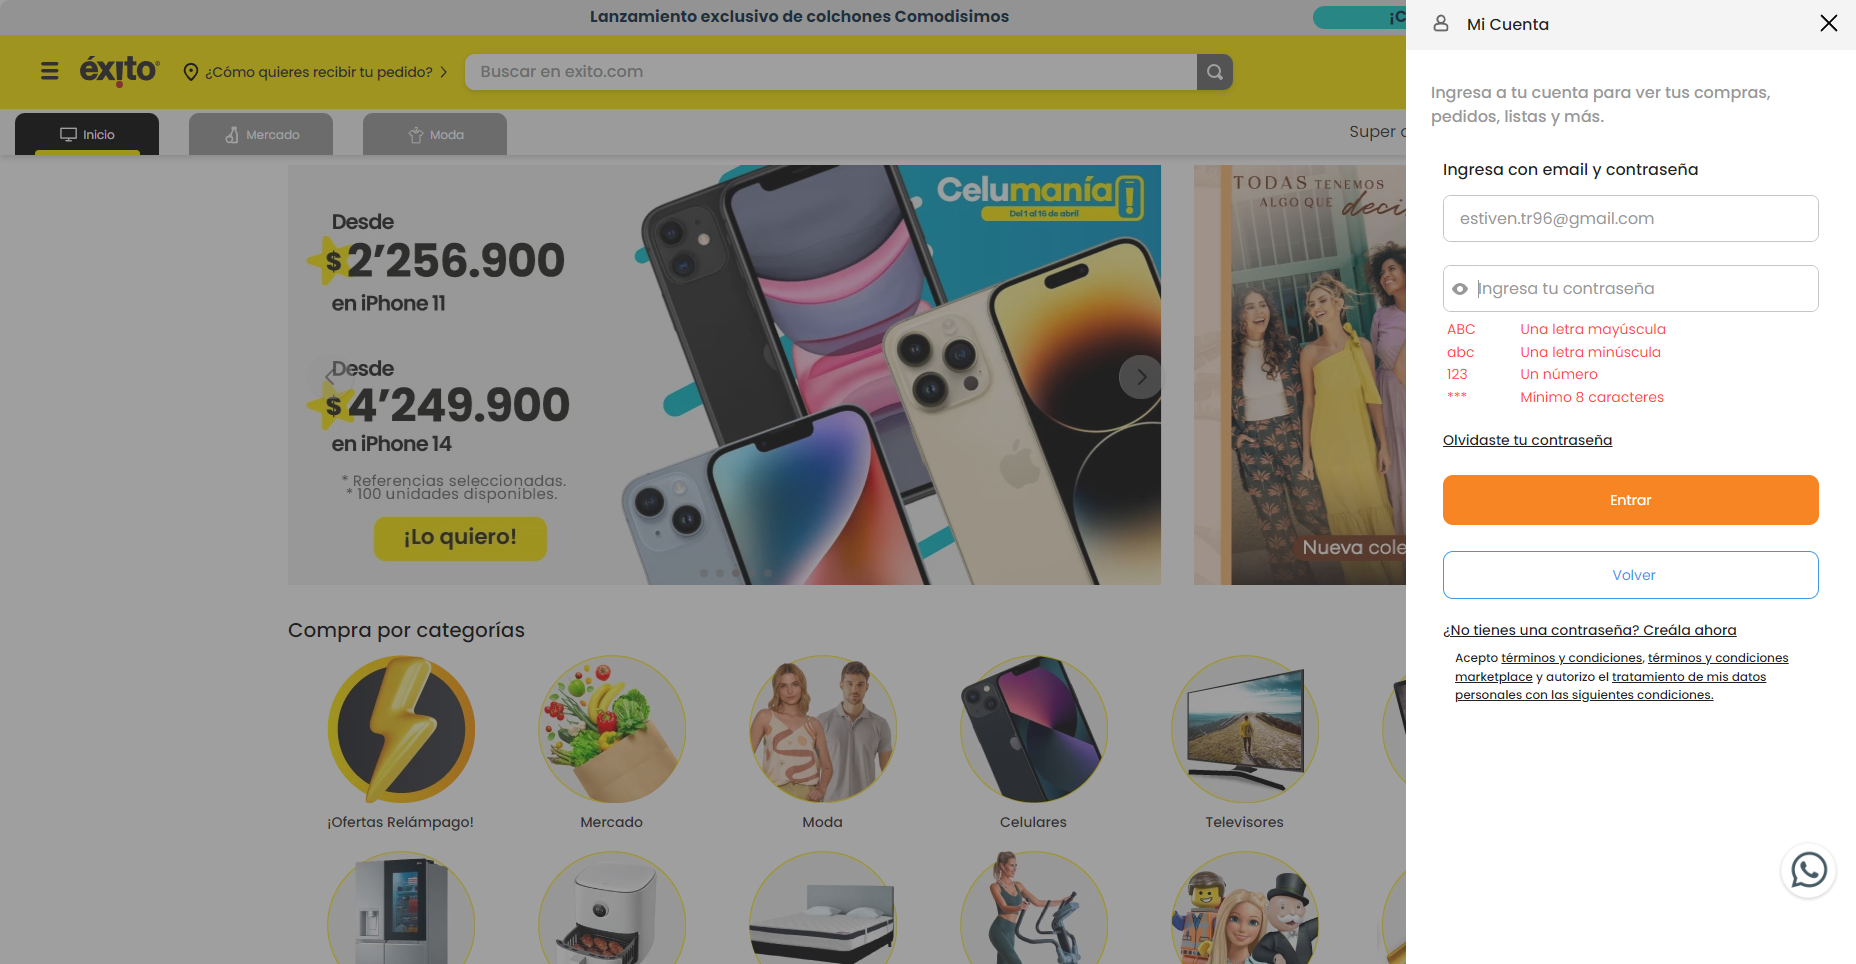 Lanzamiento exclusivo de colchones Comodisimos
¡C
éxito
¿Cómo quieres recibir tu pedido?
Buscar en exito.com
Inicio
Mercado
Moda
Super
Desde
$2'256.900
en iPhone 11
Desde
$4'249.900
en iPhone 14
* Referencias seleccionadas.
* 100 unidades disponibles.
¡Lo quiero!
Celumanía
Del 1 al 16 de abril
TODAS TENEMOS
ALGO QUE deci
Nueva cole
Compra por categorías
¡Ofertas Relámpago!
Mercado
Moda
Celulares
Televisores
Mi Cuenta
Ingresa a tu cuenta para ver tus compras,
pedidos, listas y más.
Ingresa con email y contraseña
estiven.tr96@gmail.com
Ingresa tu contraseña
ABC Una letra mayúscula
abc Una letra minúscula
123 Un número
*** Mínimo 8 caracteres
Olvidaste tu contraseña
Entrar
Volver
¿No tienes una contraseña? Creála ahora
Acepto términos y condiciones, términos y condiciones
marketplace y autorizo el tratamiento de mis datos
personales con las siguientes condiciones.